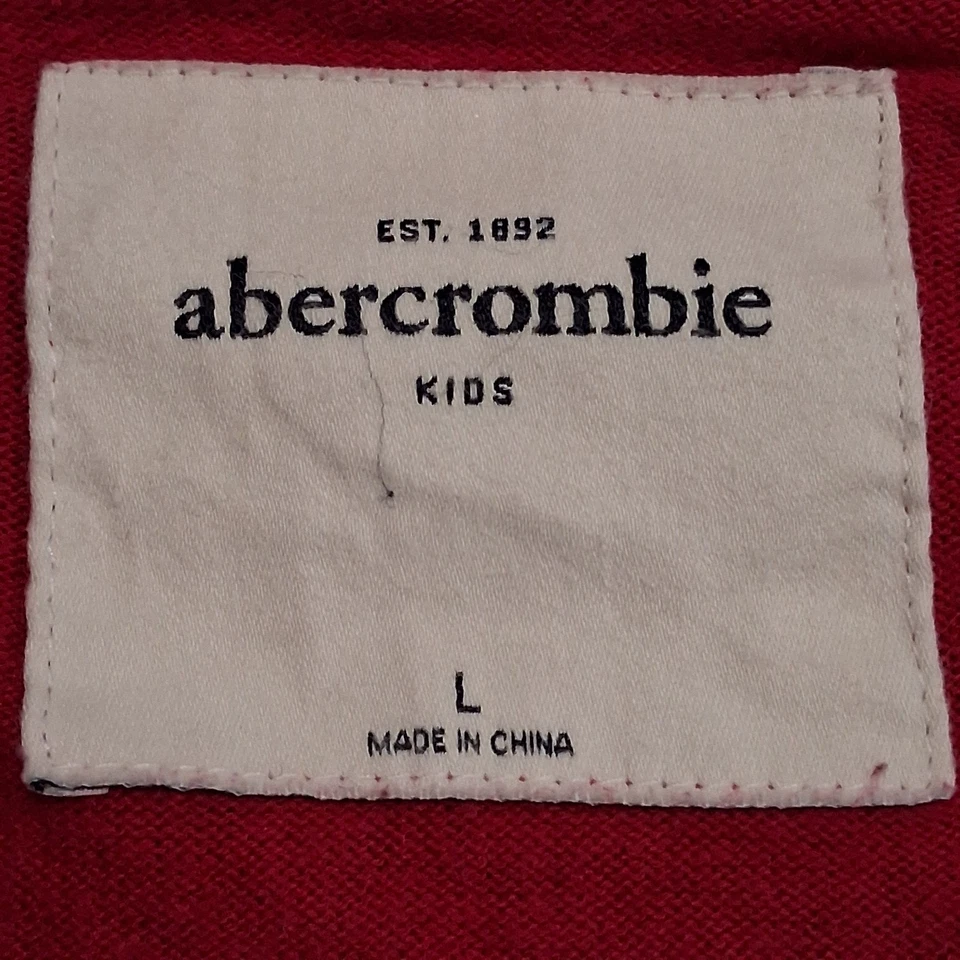 EST. 1892
abercrombie
KIDS
L
MADE IN CHINA